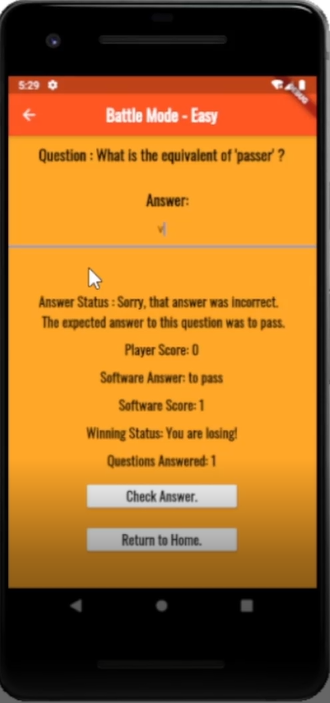 5:29
DEBUG
Battle Mode - Easy
Question : What is the equivalent of 'passer' ?
Answer:
v
Answer Status : Sorry, that answer was incorrect.
The expected answer to this question was to pass.
Player Score: 0
Software Answer: to pass
Software Score: 1
Winning Status: You are losing!
Questions Answered: 1
Check Answer.
Return to Home.